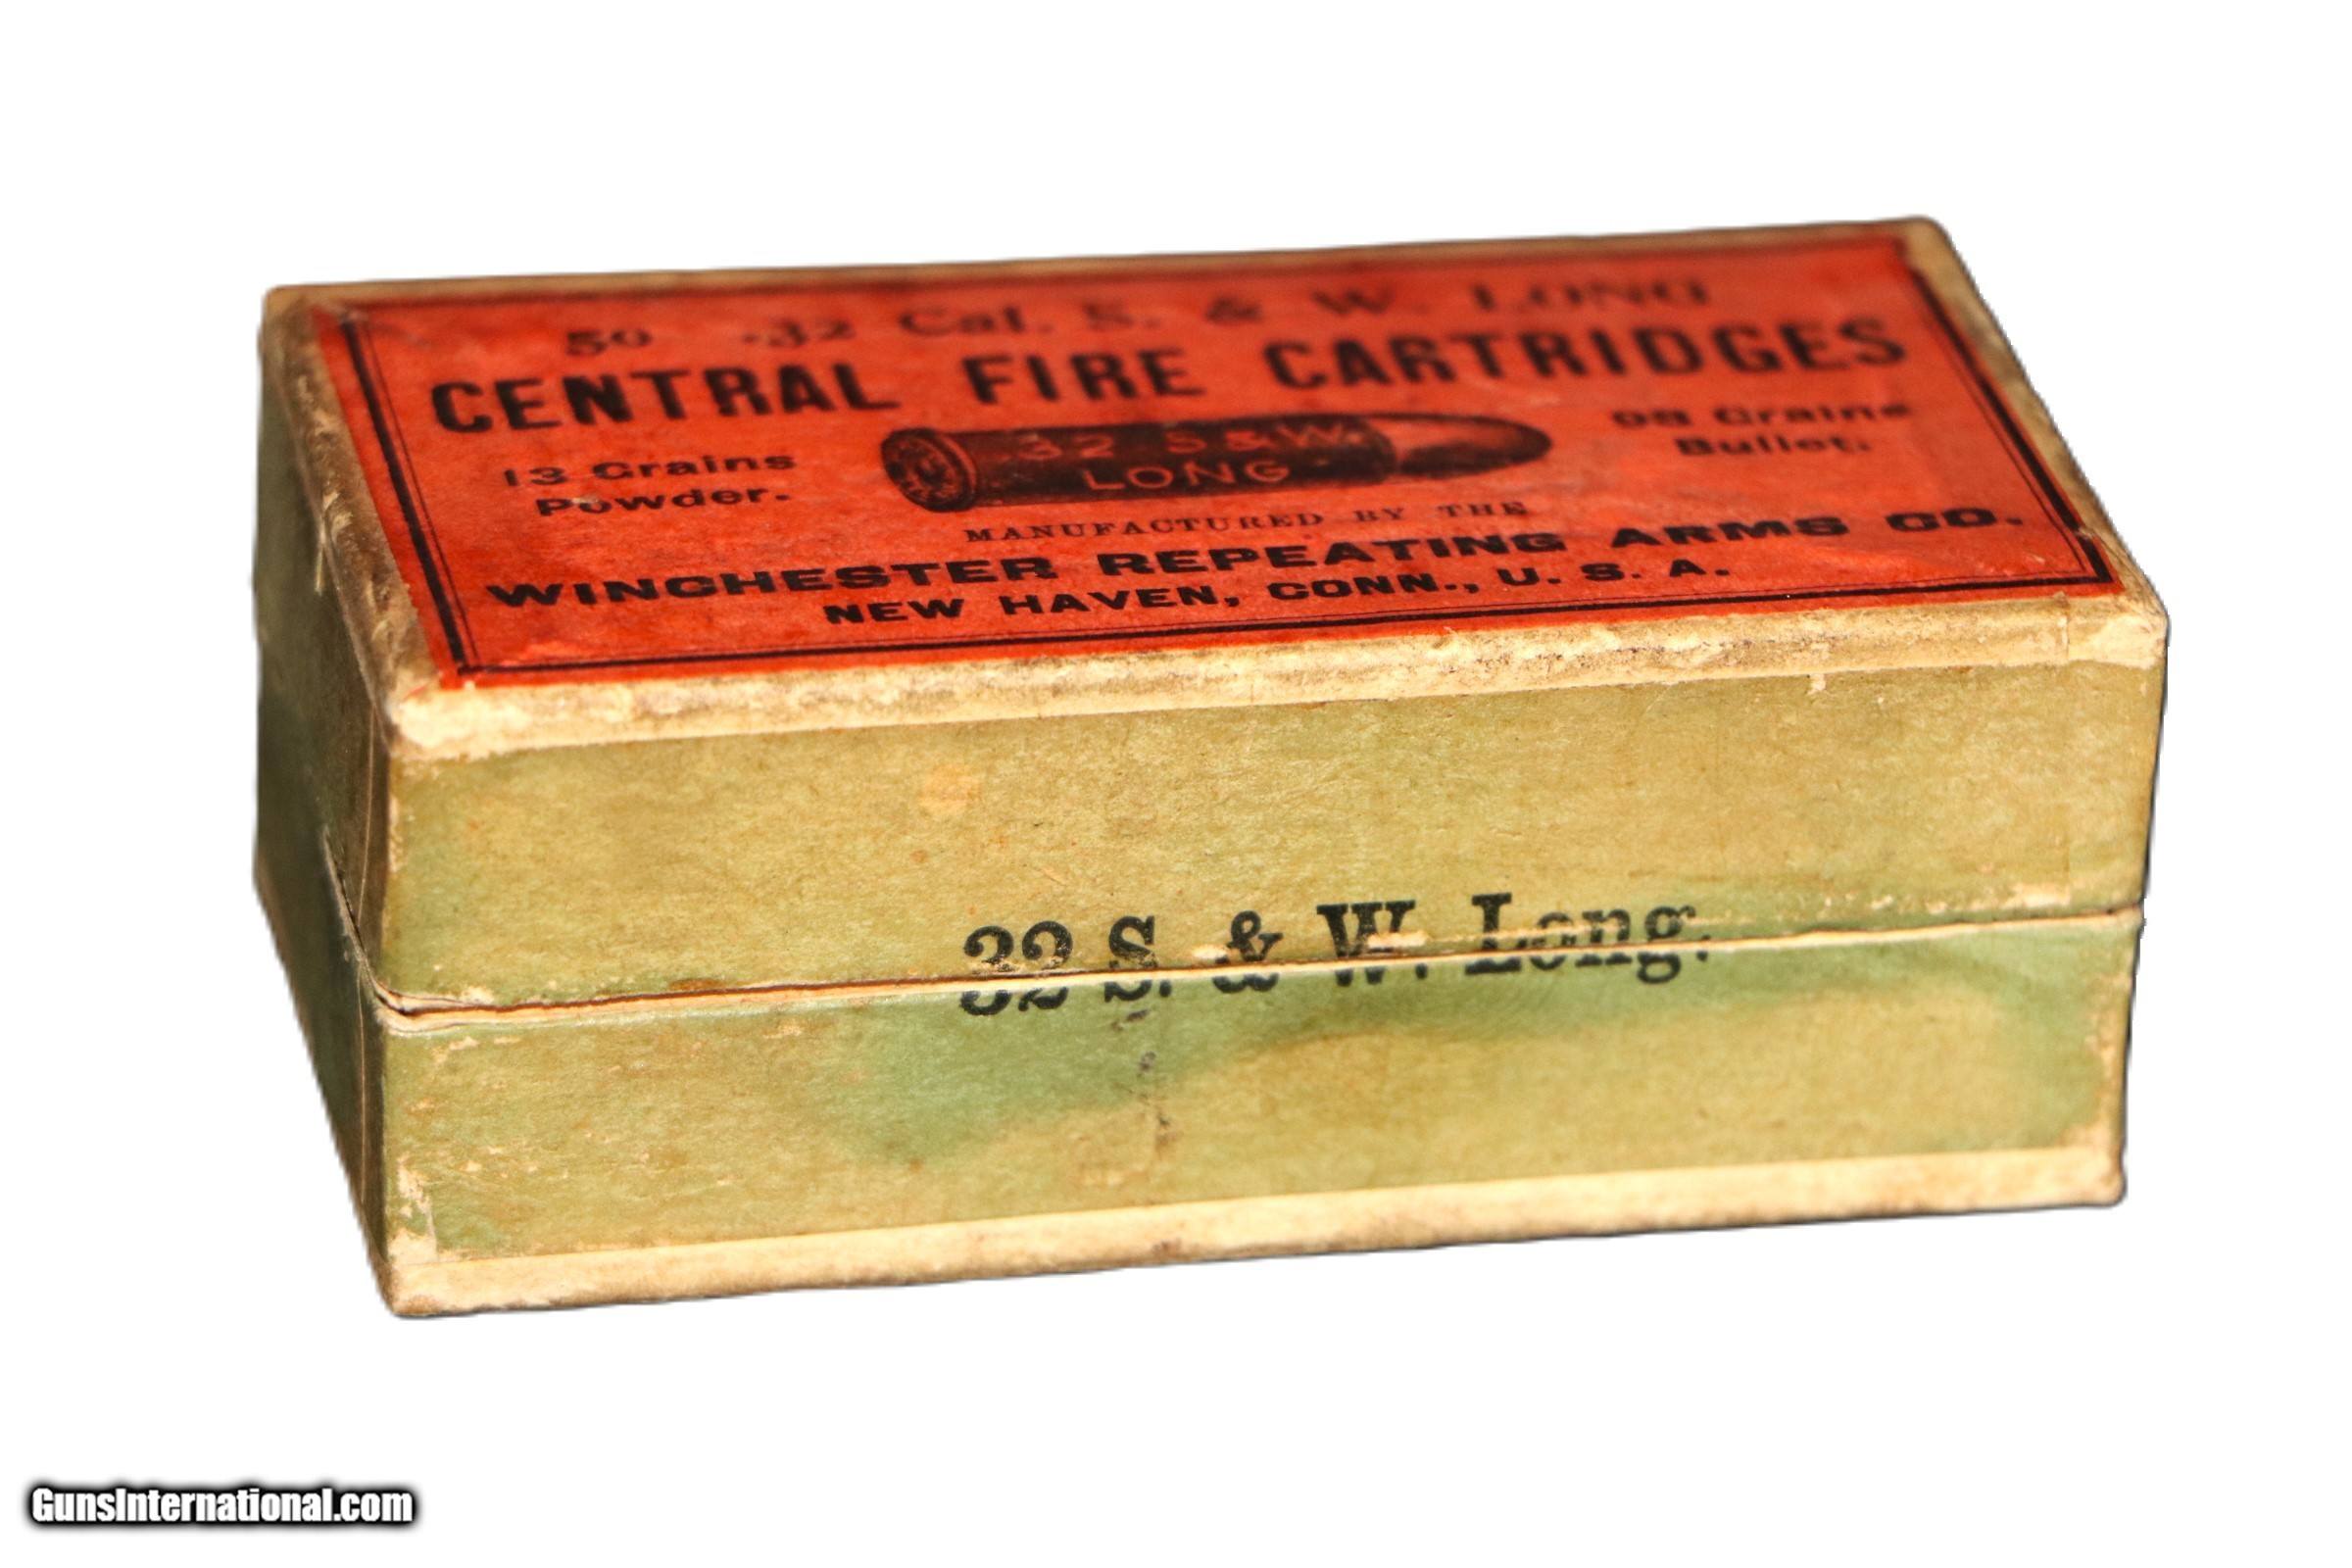 50 .32 Cal. S. & W. LONG
CENTRAL FIRE CARTRIDGES
13 Grains
Powder.
32 S&W.
LONG
98 Grains
Bullet.
MANUFACTURED BY THE
WINCHESTER REPEATING ARMS CO.
NEW HAVEN, CONN., U. S. A.
32 S. & W. Long.
GunsInternational.com